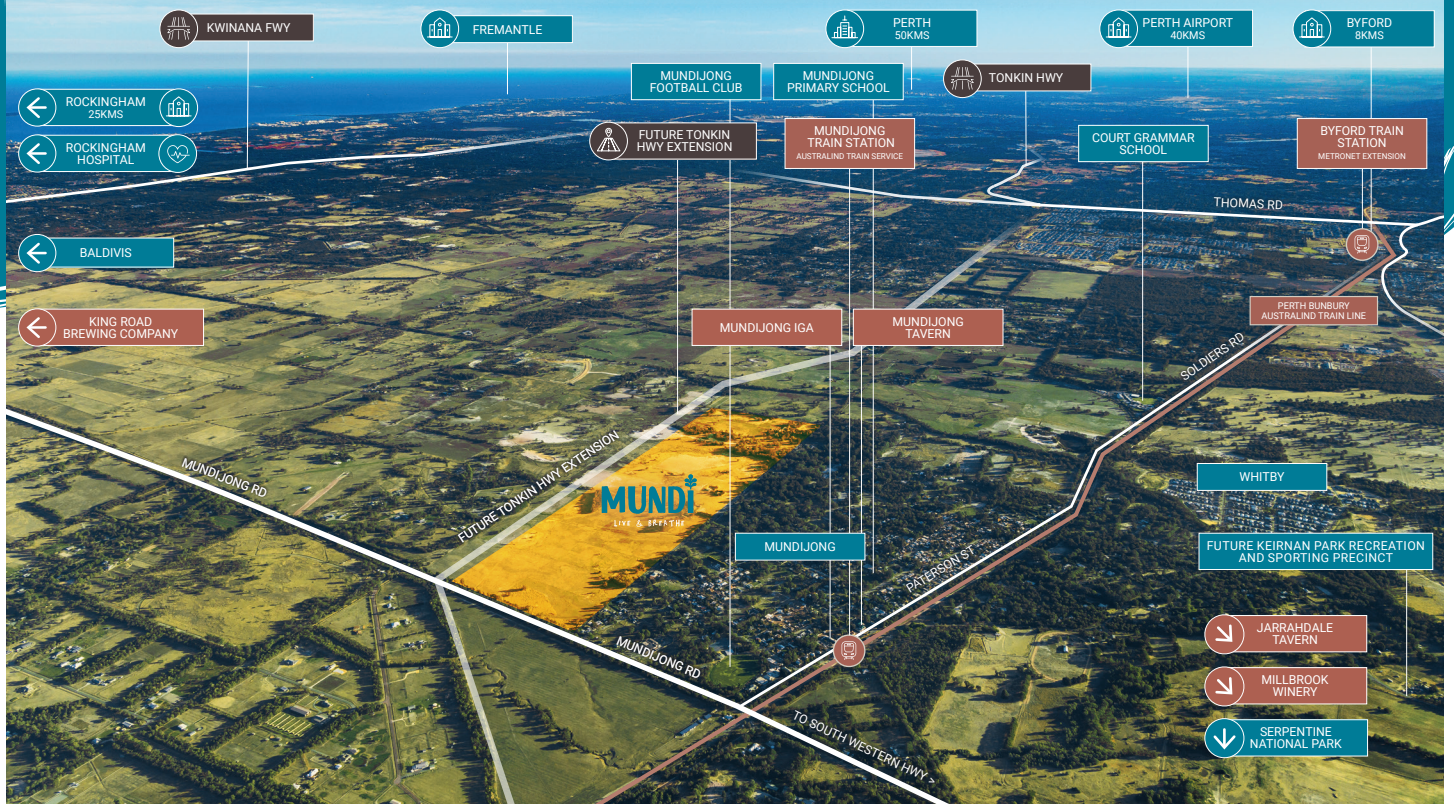 KWINANA FWY
FREMANTLE
PERTH
50KMS
PERTH AIRPORT
40KMS
BYFORD
8KMS
ROCKINGHAM
25KMS
ROCKINGHAM
HOSPITAL
MUNDIJONG
FOOTBALL CLUB
MUNDIJONG
PRIMARY SCHOOL
TONKIN HWY
FUTURE TONKIN
HWY EXTENSION
MUNDIJONG
TRAIN STATION
AUSTRALIND TRAIN SERVICE
COURT GRAMMAR
SCHOOL
BYFORD TRAIN
STATION
METRONET EXTENSION
THOMAS RD
BALDIVIS
KING ROAD
BREWING COMPANY
MUNDIJONG IGA
MUNDIJONG
TAVERN
PERTH BUNBURY
AUSTRALIND TRAIN LINE
SOLDIERS RD
MUNDIJONG RD
FUTURE TONKIN HWY EXTENSION
MUNDI
LIVE & BREATHE
WHITBY
MUNDIJONG
FUTURE KEIRNAN PARK RECREATION
AND SPORTING PRECINCT
PATERSON ST
MUNDIJONG RD
JARRAHDALE
TAVERN
MILLBROOK
WINERY
TO SOUTH WESTERN HWY >
SERPENTINE
NATIONAL PARK